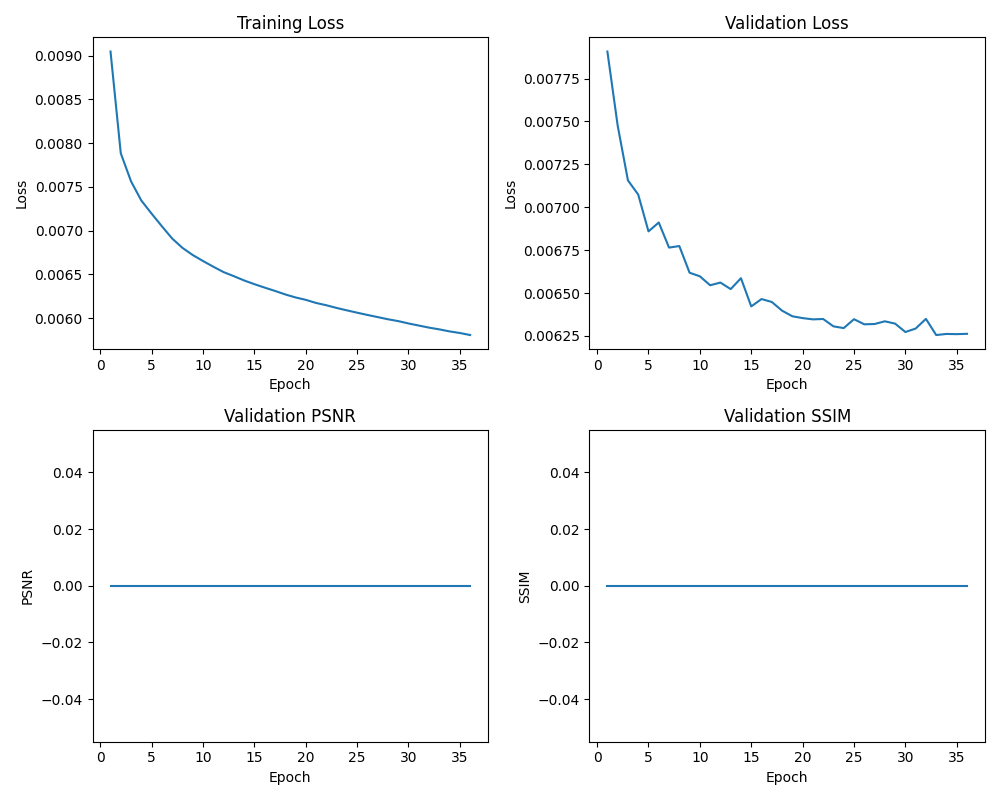 Training Loss
Validation Loss
0.0090
0.0085
0.0080
0.0075
0.0070
0.0065
0.0060
Loss
0 5 10 15 20 25 30 35
Epoch
0.00775
0.00750
0.00725
0.00700
0.00675
0.00650
0.00625
Loss
0 5 10 15 20 25 30 35
Epoch
Validation PSNR
Validation SSIM
0.04
0.02
0.00
−0.02
−0.04
PSNR
0 5 10 15 20 25 30 35
Epoch
0.04
0.02
0.00
−0.02
−0.04
SSIM
0 5 10 15 20 25 30 35
Epoch